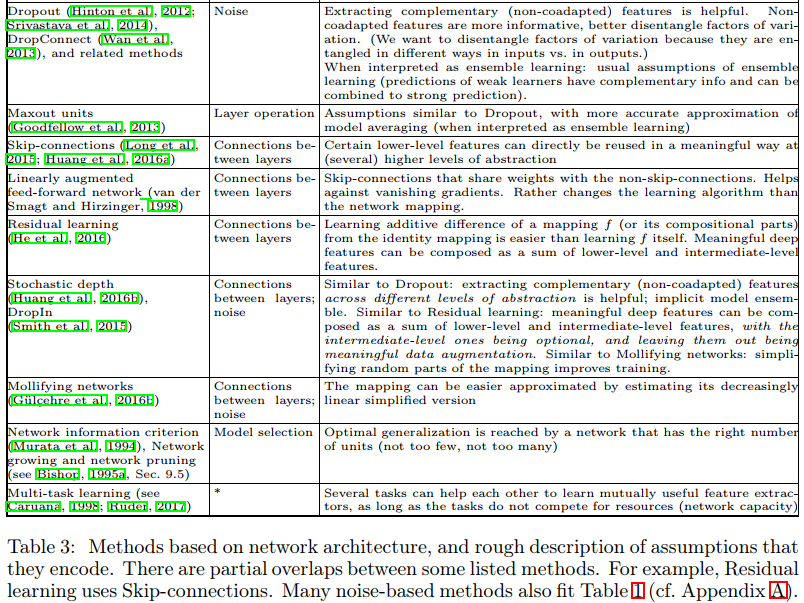 Dropout (Hinton et al., 2012;
Srivastava et al., 2014),
DropConnect (Wan et al.,
2013), and related methods
Noise
Extracting complementary (non-coadapted) features is helpful. Non-
coadapted features are more informative, better disentangle factors of vari-
ation. (We want to disentangle factors of variation because they are en-
tangled in different ways in inputs vs. in outputs.)
When interpreted as ensemble learning: usual assumptions of ensemble
learning (predictions of weak learners have complementary info and can be
combined to strong prediction).
Maxout units
(Goodfellow et al., 2013)
Layer operation
Assumptions similar to Dropout, with more accurate approximation of
model averaging (when interpreted as ensemble learning)
Skip-connections (Long et al.,
2015; Huang et al., 2016a)
Connections be-
tween layers
Certain lower-level features can directly be reused in a meaningful way at
(several) higher levels of abstraction
Linearly augmented
feed-forward network (van der
Smagt and Hirzinger, 1998)
Connections be-
tween layers
Skip-connections that share weights with the non-skip-connections. Helps
against vanishing gradients. Rather changes the learning algorithm than
the network mapping.
Residual learning
(He et al., 2016)
Connections be-
tween layers
Learning additive difference of a mapping f (or its compositional parts)
from the identity mapping is easier than learning f itself. Meaningful deep
features can be composed as a sum of lower-level and intermediate-level
features.
Stochastic depth
(Huang et al., 2016b),
DropIn
(Smith et al., 2015)
Connections
between layers;
noise
Similar to Dropout: extracting complementary (non-coadapted) features
across different levels of abstraction is helpful; implicit model ensem-
ble. Similar to Residual learning: meaningful deep features can be com-
posed as a sum of lower-level and intermediate-level features, with the
intermediate-level ones being optional, and leaving them out being
meaningful data augmentation. Similar to Mollifying networks: simpli-
fying random parts of the mapping improves training.
Mollifying networks
(Gülçehre et al., 2016b)
Connections
between layers;
noise
The mapping can be easier approximated by estimating its decreasingly
linear simplified version
Network information criterion
(Murata et al., 1994), Network
growing and network pruning
(see Bishop, 1995a, Sec. 9.5)
Model selection
Optimal generalization is reached by a network that has the right number
of units (not too few, not too many)
Multi-task learning (see
Caruana, 1998; Ruder, 2017)
*
Several tasks can help each other to learn mutually useful feature extrac-
tors, as long as the tasks do not compete for resources (network capacity)
Table 3: Methods based on network architecture, and rough description of assumptions that
they encode. There are partial overlaps between some listed methods. For example, Residual
learning uses Skip-connections. Many noise-based methods also fit Table 1 (cf. Appendix A).